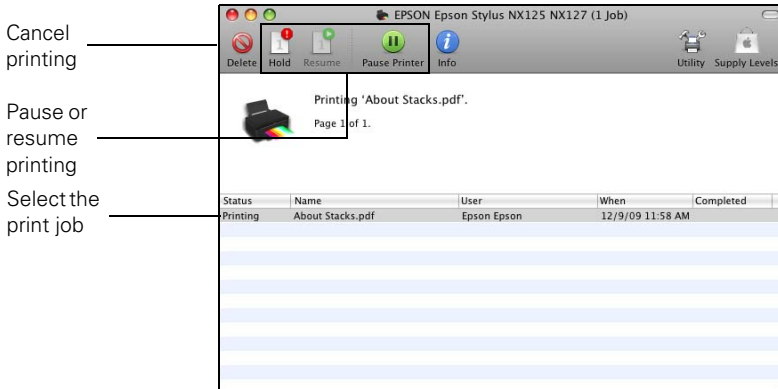 EPSON Epson Stylus NX125 NX127 (1 Job)
Cancel
printing
Delete Hold Resume Pause Printer Info Utility Supply Levels
Printing 'About Stacks.pdf'.
Page 1 of 1.
Pause or
resume
printing
Select the
print job
Status Name User When Completed
Printing About Stacks.pdf Epson Epson 12/9/09 11:58 AM